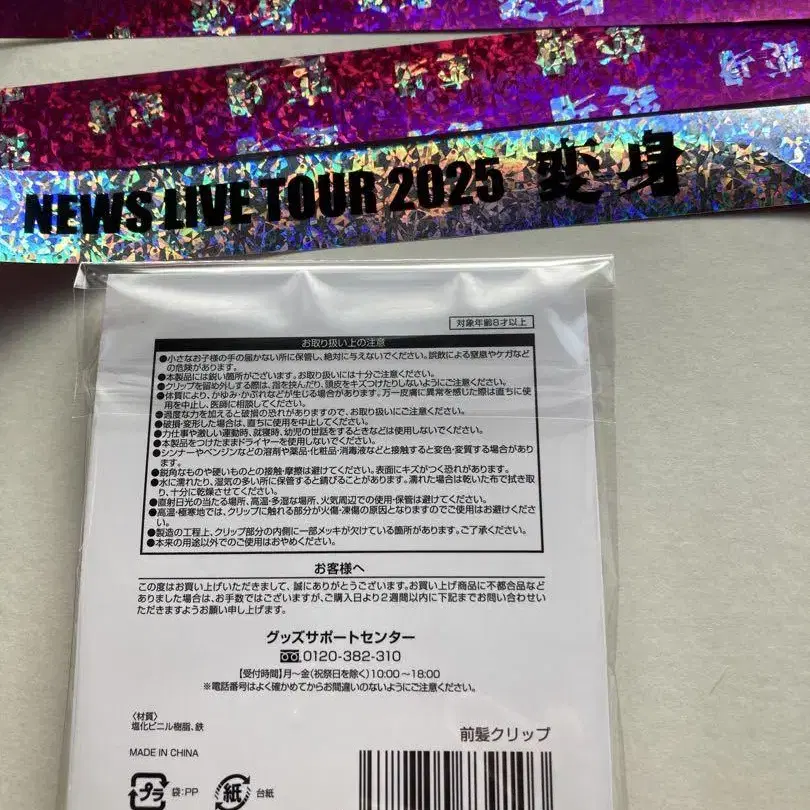 変身
NEWS LIVE TOUR 2025 変身
対象年齢8才以上
お取り扱い上の注意
●小さなお子様の手の届かない所に保管し、絶対に与えないでください。誤飲による窒息やケガなど
の危険があります。
●本製品には鋭い箇所がございます。お取り扱いには十分ご注意ください。
●クリップを留め外しする際は、指を挟んだり、頭皮をキズつけたりしないようにご注意ください。
●体質により、かゆみ・かぶれなどが生じる場合があります。万一皮膚に異常を感じた際は直ちに使
用を中止し、医師に相談してください。
●過度な力を加えると破損の恐れがありますので、お取り扱いにご注意ください。
●破損・変形した場合は、直ちに使用を中止してください。
●力仕事や激しい運動時、就寝時、幼児の世話をするときなどは使用しないでください。
●本製品をつけたままドライヤーを使用しないでください。
●シンナーやベンジンなどの溶剤や薬品・化粧品・消毒液などと接触すると変色・変質する場合があり
ます。
●鋭角なものや硬いものとの接触・摩擦は避けてください。表面にキズがつく恐れがあります。
●水に濡れたり、湿気の多い所に保管すると錆びることがあります。濡れた場合は乾いた布で拭き取
り、十分に乾燥させてください。
●直射日光の当たる場所、高温・多湿な場所、火気周辺での使用・保管は避けてください。
●高温・極寒地では、クリップに触れる部分が火傷・凍傷の原因となりますのでご使用はお避けくださ
い。
●製造の工程上、クリップ部分の内側に一部メッキが欠けている箇所があります。ご了承ください。
●本来の用途以外でのご使用はおやめください。
お客様へ
この度はお買い上げいただきまして、誠にありがとうございます。お買い上げ商品に不都合品など
ありました場合は、お手数ではございますが、ご購入日より2週間以内に下記までお問い合わせい
ただきますようお願い申し上げます。
グッズサポートセンター
0120-382-310
【受付時間】月〜金(祝祭日を除く)10:00〜18:00
※電話番号はよく確かめてからお間違いのないようにご注意ください。
〈材質〉
塩化ビニル樹脂、鉄
前髪クリップ
MADE IN CHINA
プラ 袋:PP 紙 台紙